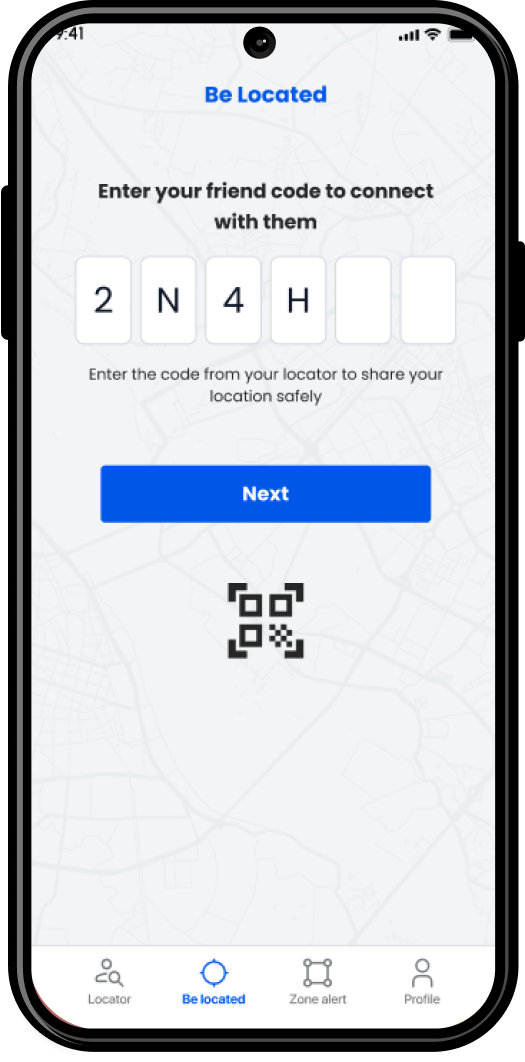 9:41
Be Located
Enter your friend code to connect
with them
2 N 4 H
Enter the code from your locator to share your
location safely
Next
Locator Be located Zone alert Profile